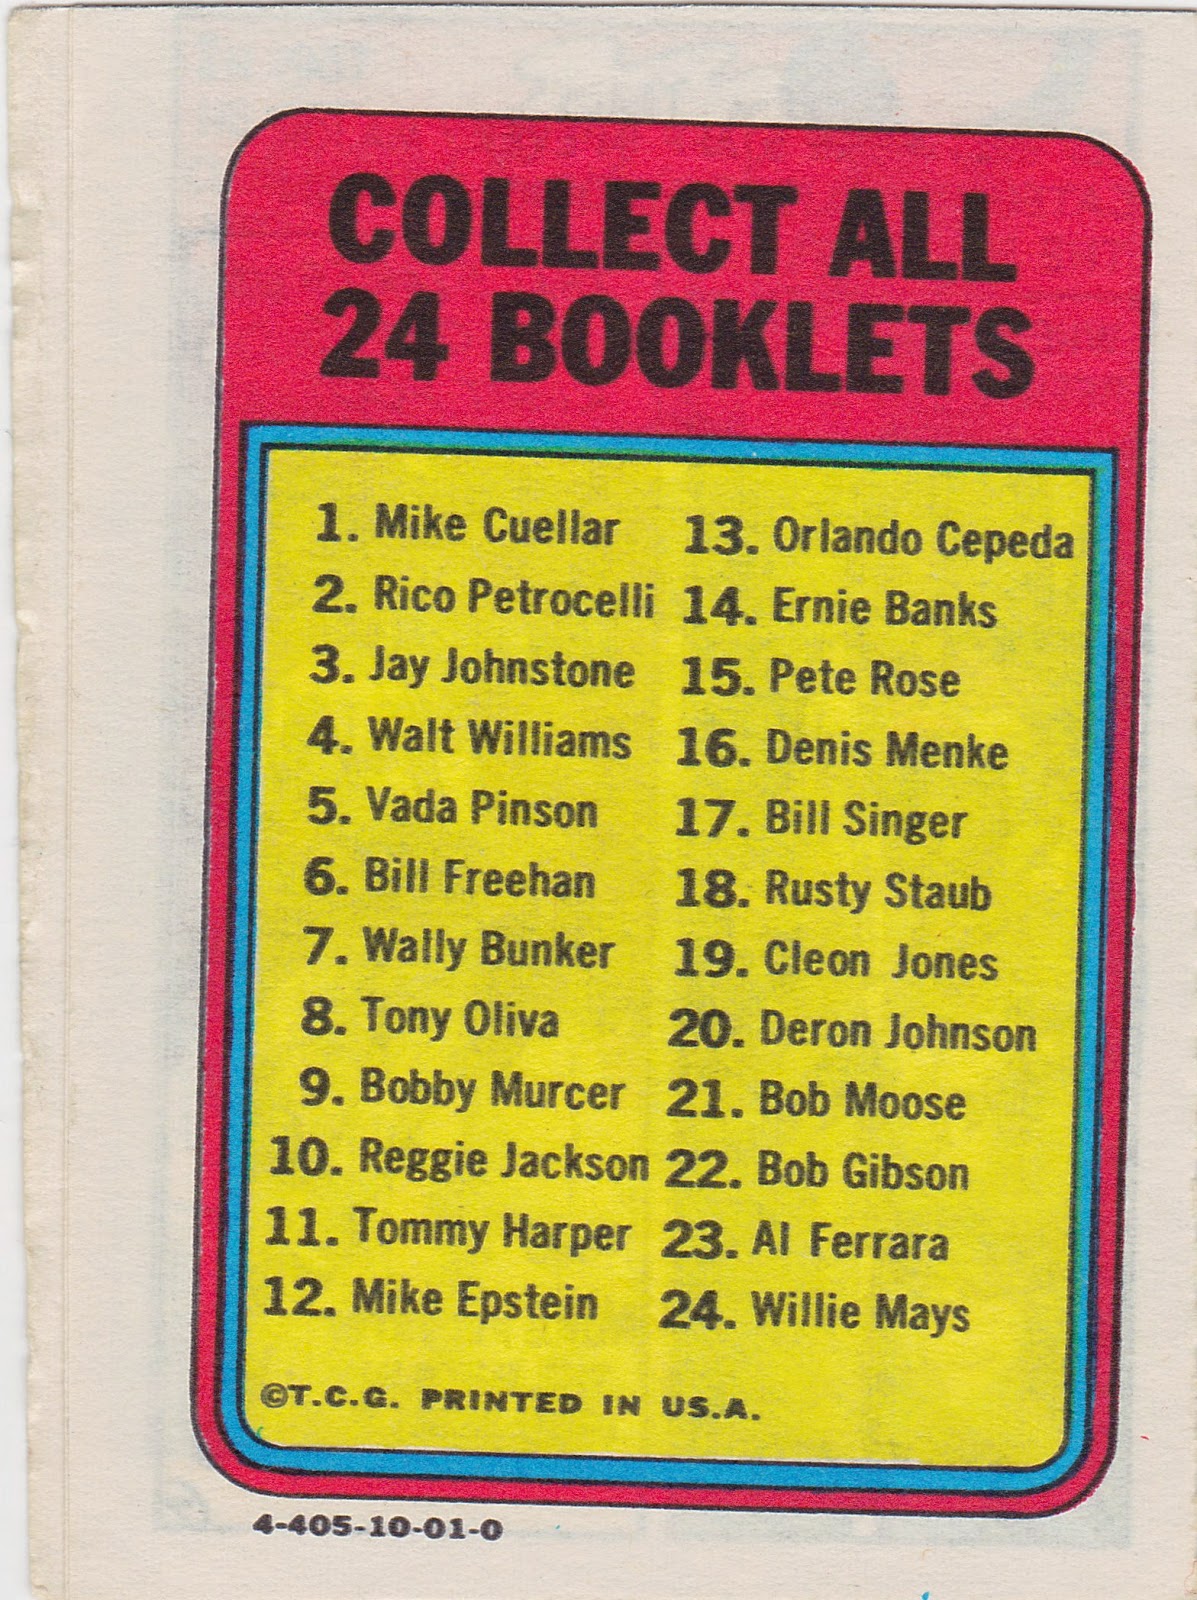 COLLECT ALL
24 BOOKLETS
1. Mike Cuellar
2. Rico Petrocelli
3. Jay Johnstone
4. Walt Williams
5. Vada Pinson
6. Bill Freehan
7. Wally Bunker
8. Tony Oliva
9. Bobby Murcer
10. Reggie Jackson
11. Tommy Harper
12. Mike Epstein
13. Orlando Cepeda
14. Ernie Banks
15. Pete Rose
16. Denis Menke
17. Bill Singer
18. Rusty Staub
19. Cleon Jones
20. Deron Johnson
21. Bob Moose
22. Bob Gibson
23. Al Ferrara
24. Willie Mays
©T.C.G. PRINTED IN U.S.A.
4-405-10-01-0